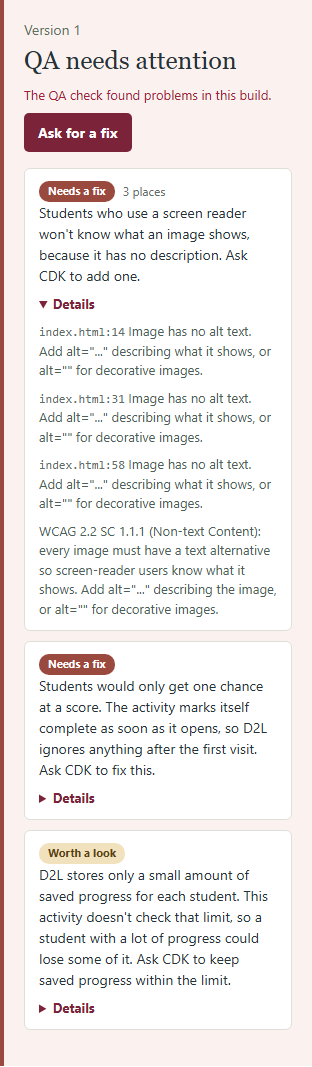 Version 1
QA needs attention
The QA check found problems in this build.
Ask for a fix
Needs a fix 3 places
Students who use a screen reader
won't know what an image shows,
because it has no description. Ask
CDK to add one.
▼ Details
index.html:14 Image has no alt text.
Add alt="..." describing what it shows, or
alt="" for decorative images.
index.html:31 Image has no alt text.
Add alt="..." describing what it shows, or
alt="" for decorative images.
index.html:58 Image has no alt text.
Add alt="..." describing what it shows, or
alt="" for decorative images.
WCAG 2.2 SC 1.1.1 (Non-text Content):
every image must have a text alternative
so screen-reader users know what it
shows. Add alt="..." describing the image,
or alt="" for decorative images.
Needs a fix
Students would only get one chance
at a score. The activity marks itself
complete as soon as it opens, so D2L
ignores anything after the first visit.
Ask CDK to fix this.
▶ Details
Worth a look
D2L stores only a small amount of
saved progress for each student. This
activity doesn't check that limit, so a
student with a lot of progress could
lose some of it. Ask CDK to keep
saved progress within the limit.
▶ Details